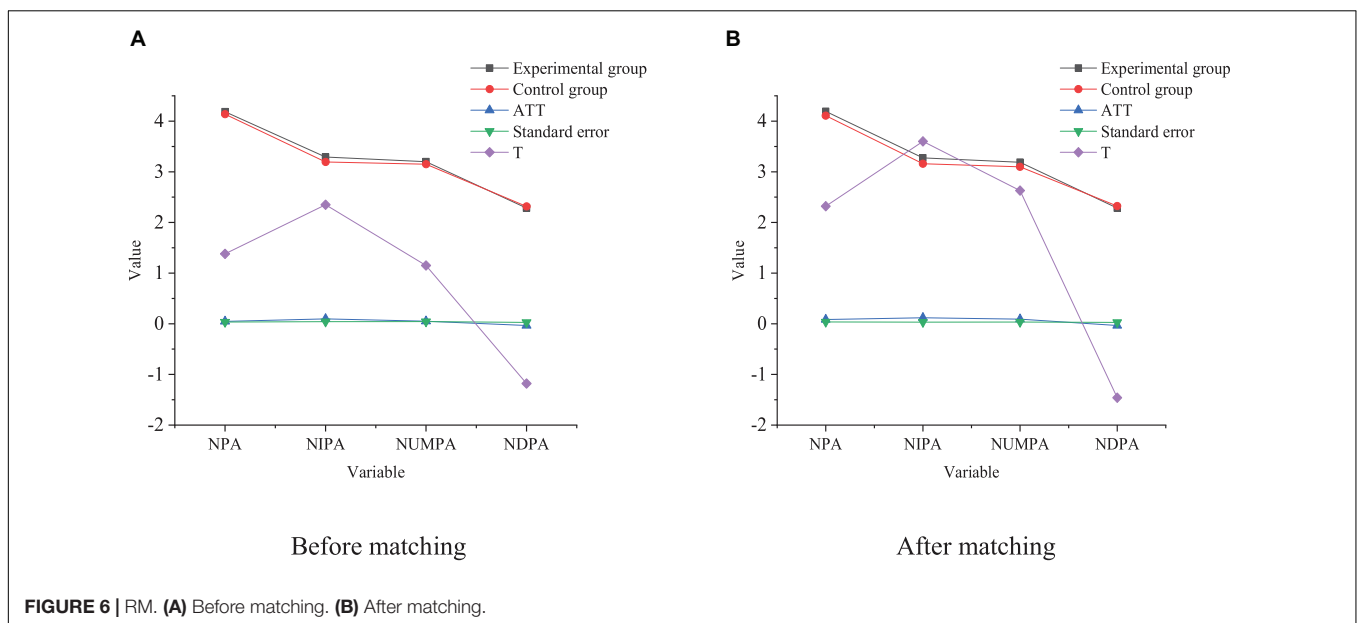 A
Experimental group
Control group
ATT
Standard error
T
4
3
2
1
0
-1
-2
Value
NPA NIPA NUMPA NDPA
Variable
Before matching
B
Experimental group
Control group
ATT
Standard error
T
4
3
2
1
0
-1
-2
Value
NPA NIPA NUMPA NDPA
Variable
After matching
FIGURE 6 | RM. (A) Before matching. (B) After matching.